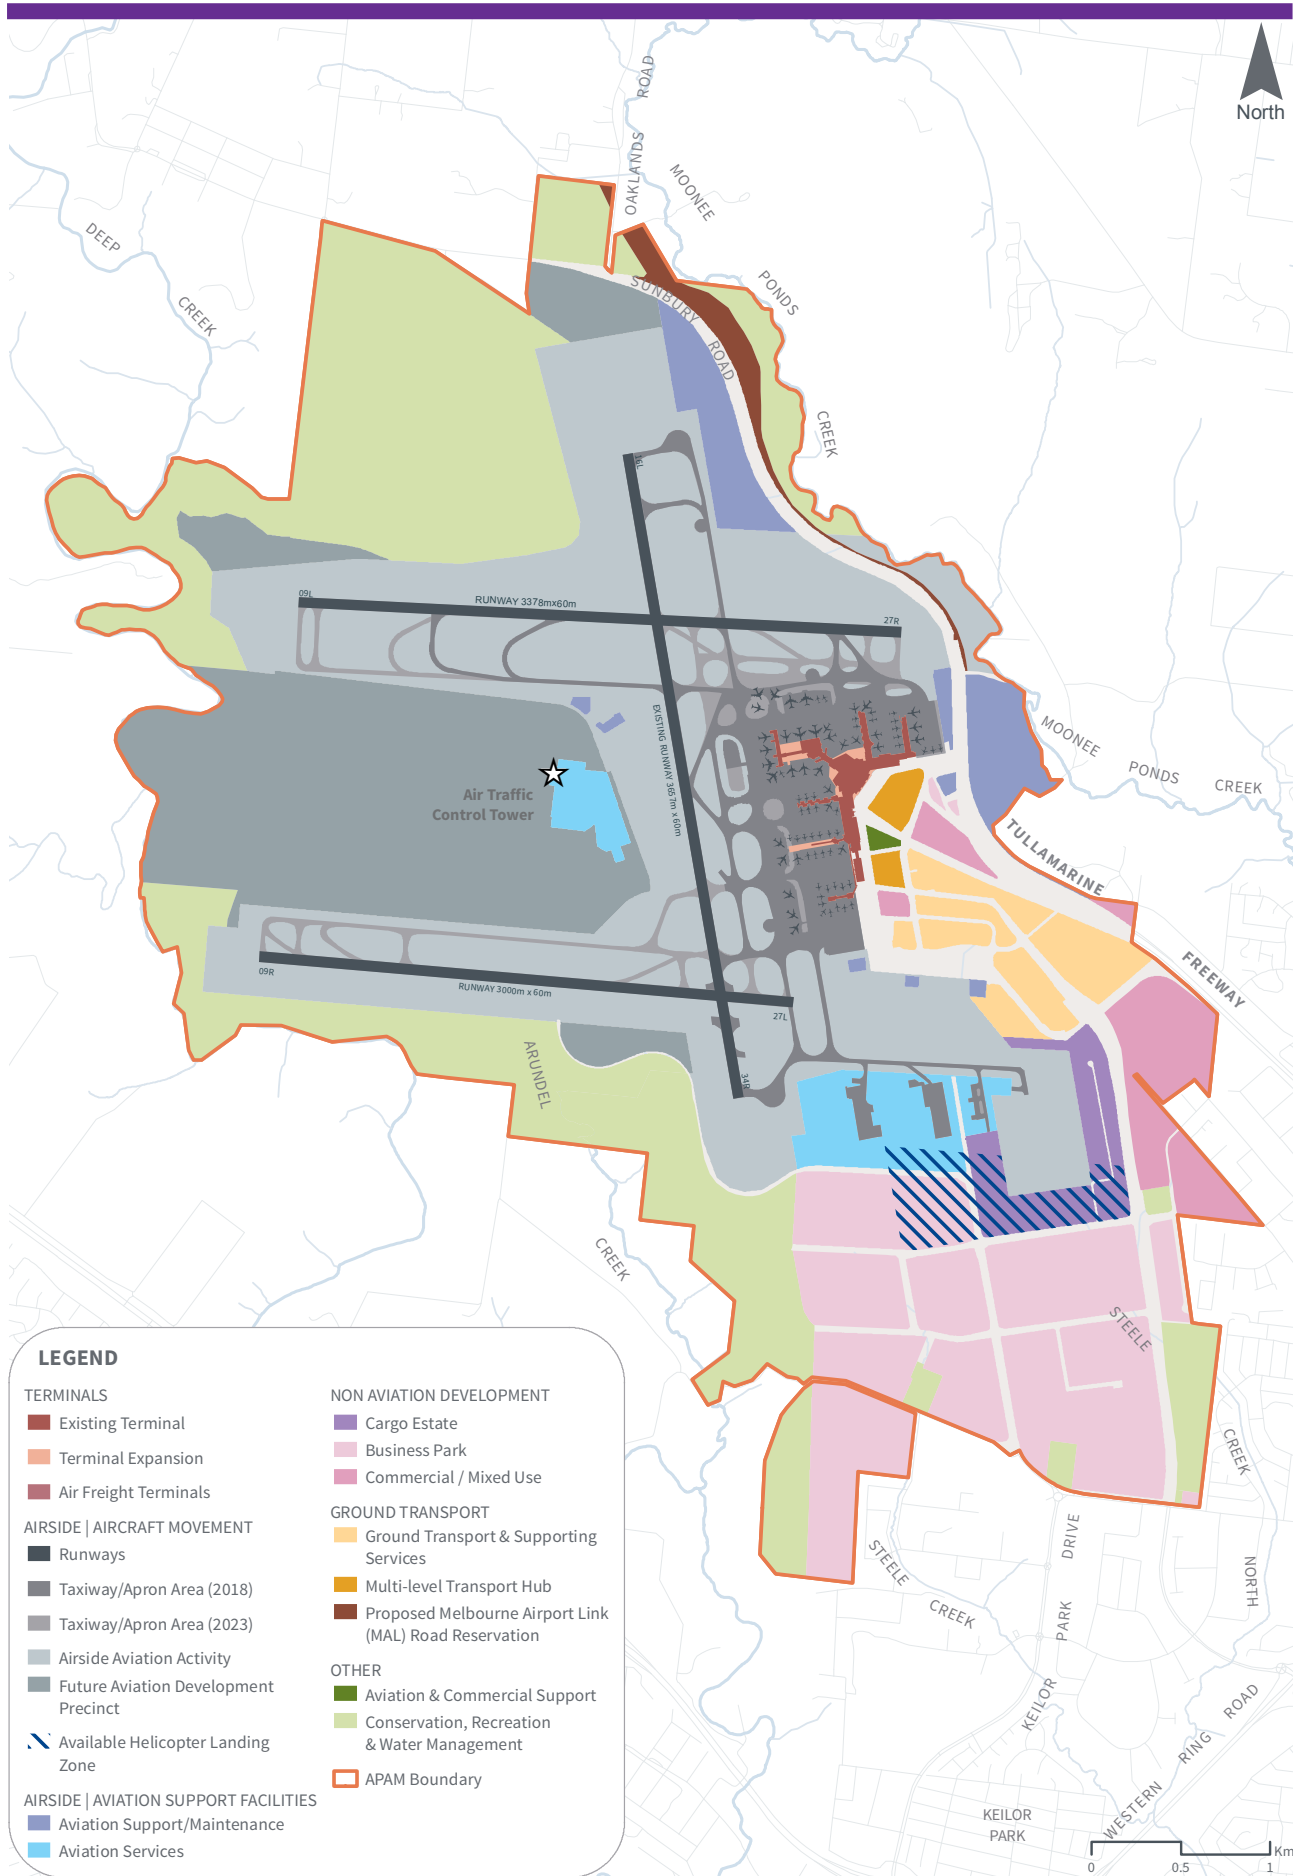 North
OAKLANDS ROAD
MOONEE
PONDS
CREEK
DEEP
CREEK
SUNBURY
ROAD
16L
09L
RUNWAY 3378mx60m
27R
EXISTING RUNWAY 3657m x 60m
MOONEE
PONDS
CREEK
Air Traffic
Control Tower
TULLAMARINE
FREEWAY
09R
RUNWAY 3000m x 60m
27L
34R
ARUNDEL
CREEK
STEELE
CREEK
NORTH
STEELE
CREEK
KEILOR PARK DRIVE
WESTERN RING ROAD
KEILOR
PARK
0 0.5 1 Km
LEGEND
TERMINALS
Existing Terminal
Terminal Expansion
Air Freight Terminals
AIRSIDE | AIRCRAFT MOVEMENT
Runways
Taxiway/Apron Area (2018)
Taxiway/Apron Area (2023)
Airside Aviation Activity
Future Aviation Development
Precinct
Available Helicopter Landing
Zone
AIRSIDE | AVIATION SUPPORT FACILITIES
Aviation Support/Maintenance
Aviation Services
NON AVIATION DEVELOPMENT
Cargo Estate
Business Park
Commercial / Mixed Use
GROUND TRANSPORT
Ground Transport & Supporting
Services
Multi-level Transport Hub
Proposed Melbourne Airport Link
(MAL) Road Reservation
OTHER
Aviation & Commercial Support
Conservation, Recreation
& Water Management
APAM Boundary